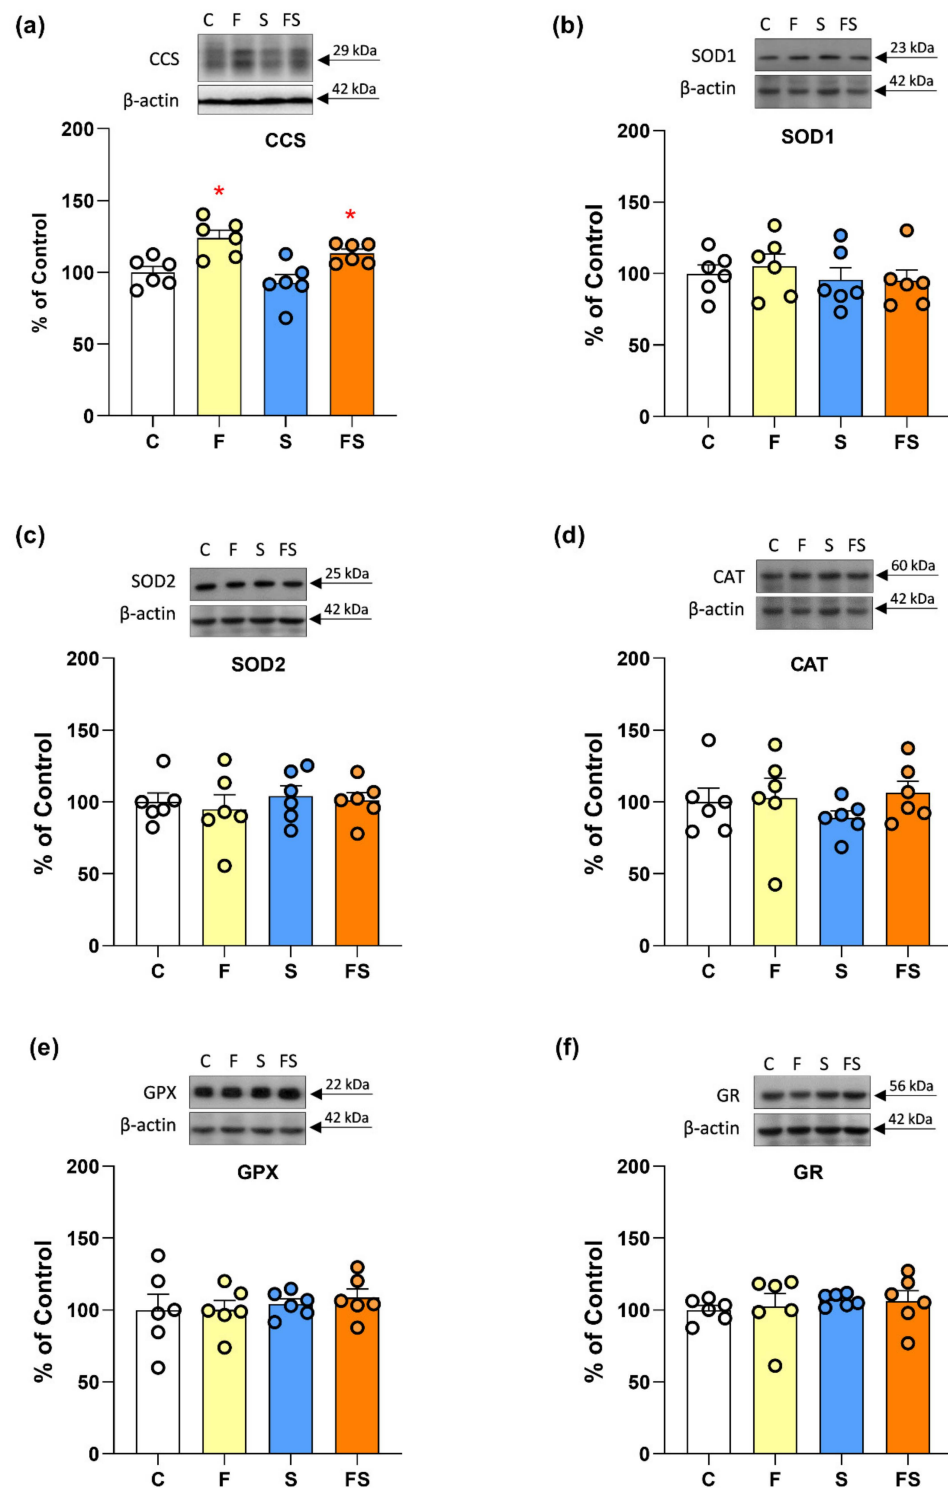 (a)
C F S FS
CCS
29 kDa
β-actin
42 kDa
CCS
% of Control
200
150
100
50
0
*
*
C F S FS
(b)
C F S FS
SOD1
23 kDa
β-actin
42 kDa
SOD1
% of Control
200
150
100
50
0
C F S FS
(c)
C F S FS
SOD2
25 kDa
β-actin
42 kDa
SOD2
% of Control
200
150
100
50
0
C F S FS
(d)
C F S FS
CAT
60 kDa
β-actin
42 kDa
CAT
% of Control
200
150
100
50
0
C F S FS
(e)
C F S FS
GPX
22 kDa
β-actin
42 kDa
GPX
% of Control
200
150
100
50
0
C F S FS
(f)
C F S FS
GR
56 kDa
β-actin
42 kDa
GR
% of Control
200
150
100
50
0
C F S FS